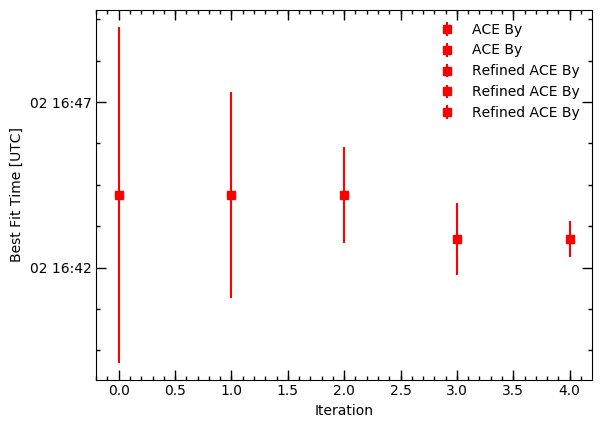 ACE By
ACE By
Refined ACE By
Refined ACE By
Refined ACE By
Best Fit Time [UTC]
02 16:47
02 16:42
0.0 0.5 1.0 1.5 2.0 2.5 3.0 3.5 4.0
Iteration